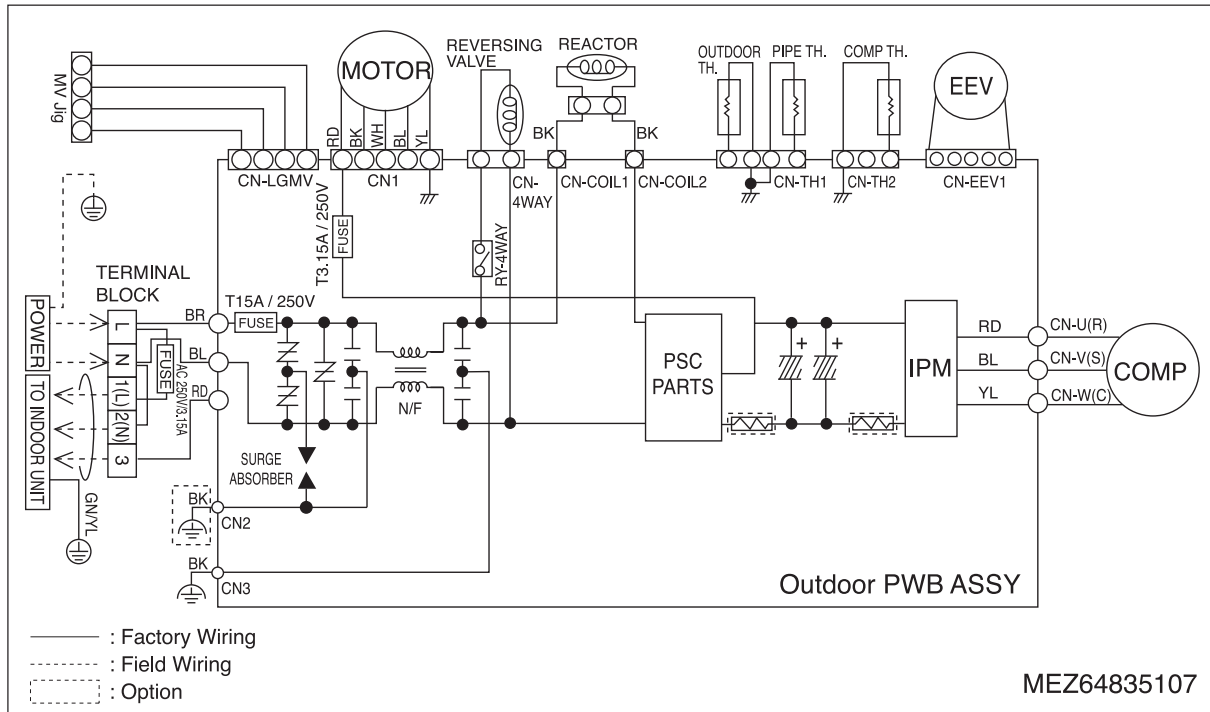 MV Jig
MOTOR
REVERSING
VALVE
REACTOR
OUTDOOR
TH.
PIPE TH.
COMP TH.
EEV
RD
BK
WH
BL
YL
BK
BK
CN-LGMV
CN1
CN-
4WAY
CN-COIL1
CN-COIL2
CN-TH1
CN-TH2
CN-EEV1
T3.15A / 250V
FUSE
RY-4WAY
TERMINAL
BLOCK
POWER
TO INDOOR UNIT
L
N
1(L)
2(N)
3
FUSE
AC 250V/3.15A
BR
BL
RD
T15A / 250V
FUSE
N/F
SURGE
ABSORBER
PSC
PARTS
IPM
+
+
RD
BL
YL
CN-U(R)
CN-V(S)
CN-W(C)
COMP
GN/YL
BK
CN2
BK
CN3
Outdoor PWB ASSY
: Factory Wiring
: Field Wiring
: Option
MEZ64835107